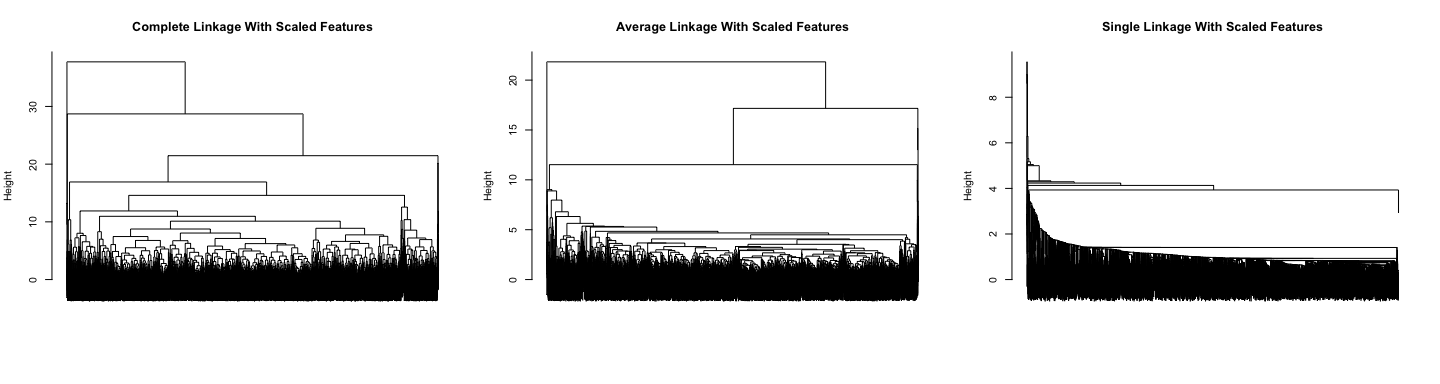 Complete Linkage With Scaled Features
Height
30
20
10
0
Average Linkage With Scaled Features
Height
20
15
10
5
0
Single Linkage With Scaled Features
Height
8
6
4
2
0